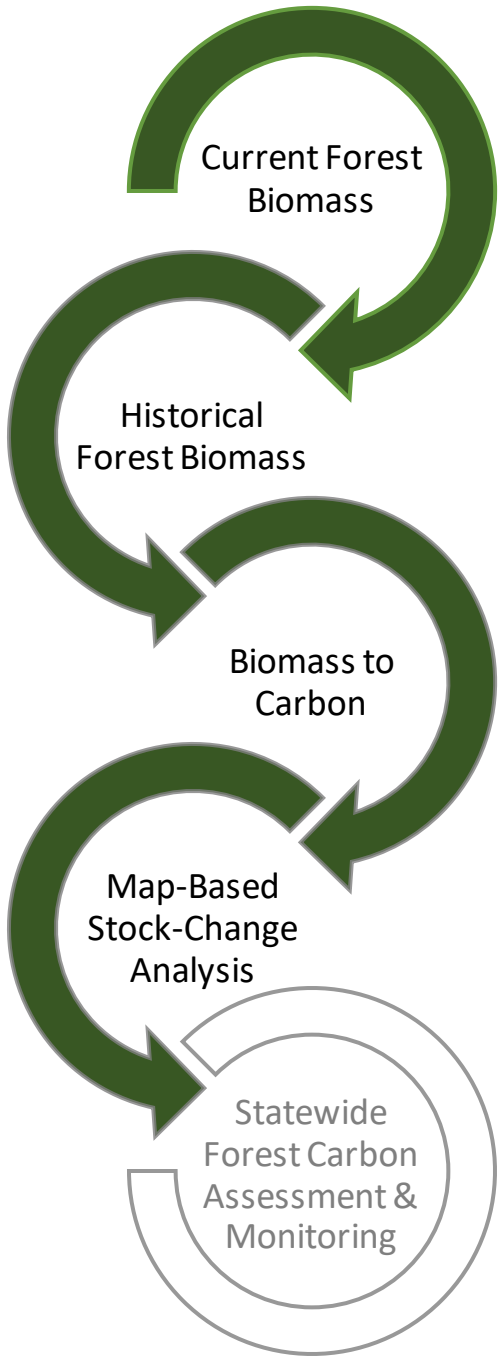 Current Forest
Biomass
Historical
Forest Biomass
Biomass to
Carbon
Map-Based
Stock-Change
Analysis
Statewide
Forest Carbon
Assessment &
Monitoring